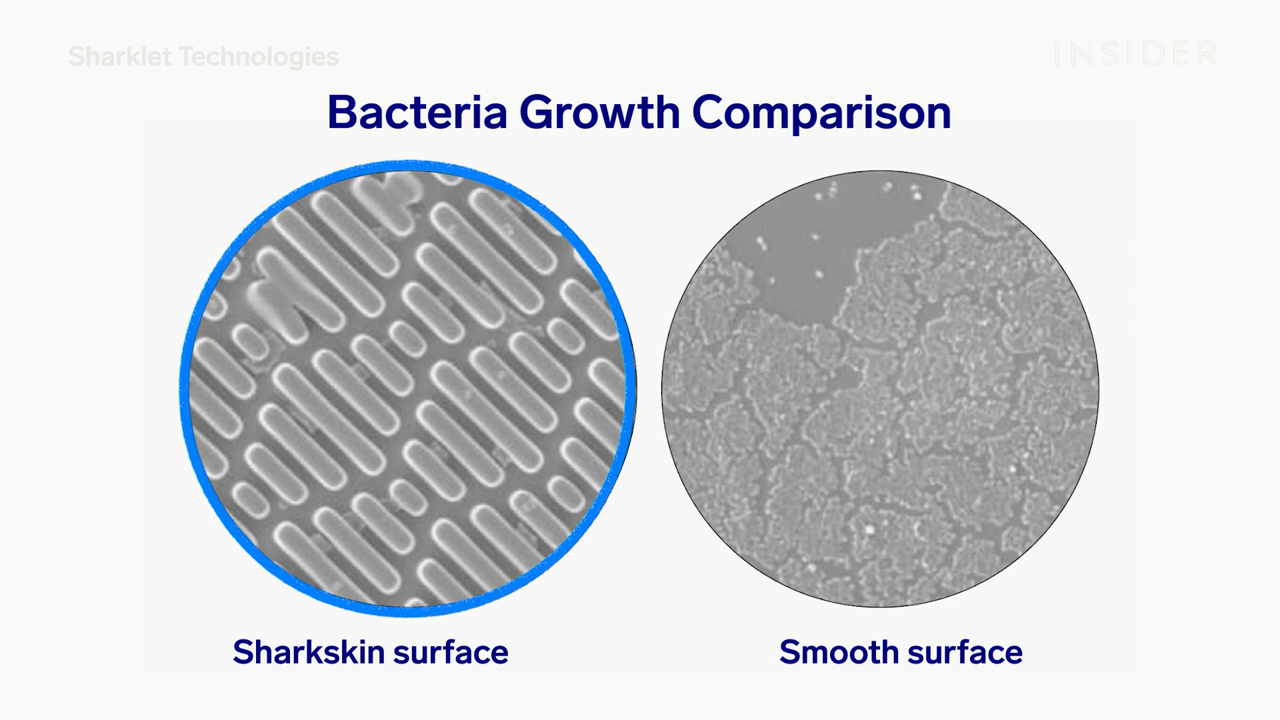 Sharklet Technologies
INSIDER
Bacteria Growth Comparison
Sharkskin surface
Smooth surface